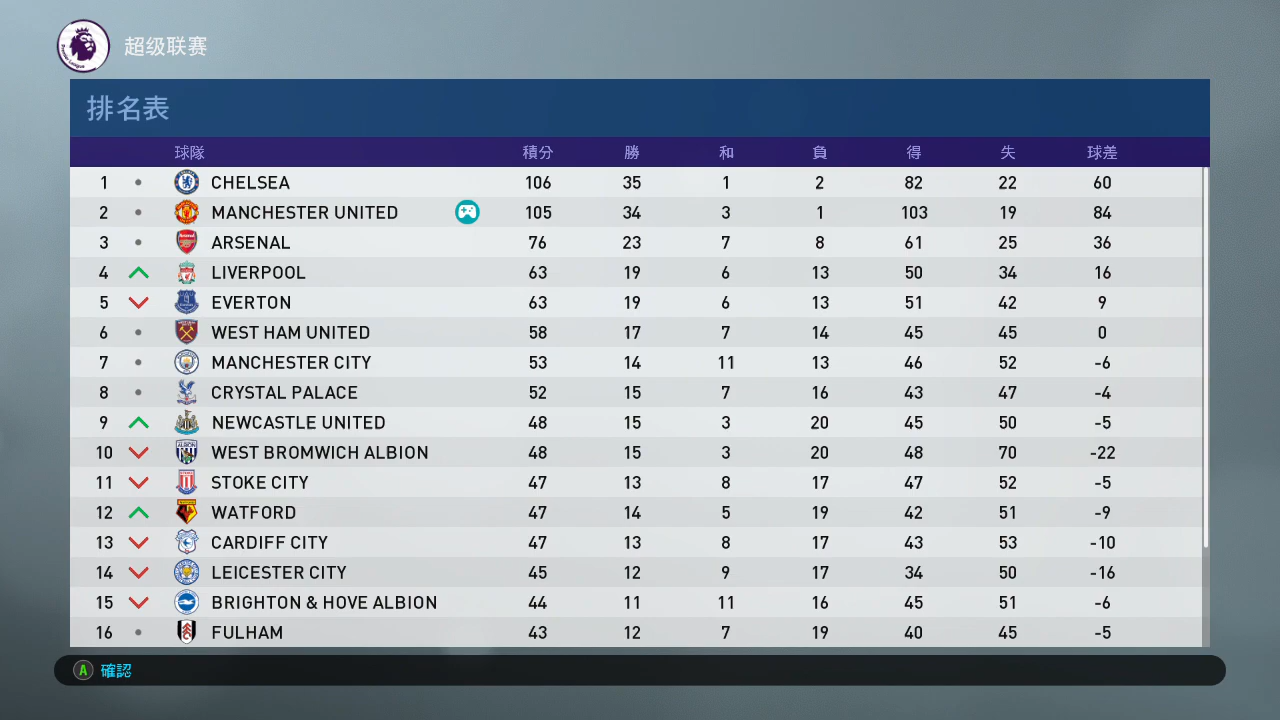 超级联赛
排名表
球隊 積分 勝 和 負 得 失 球差
1 CHELSEA 106 35 1 2 82 22 60
2 MANCHESTER UNITED 105 34 3 1 103 19 84
3 ARSENAL 76 23 7 8 61 25 36
4 LIVERPOOL 63 19 6 13 50 34 16
5 EVERTON 63 19 6 13 51 42 9
6 WEST HAM UNITED 58 17 7 14 45 45 0
7 MANCHESTER CITY 53 14 11 13 46 52 -6
8 CRYSTAL PALACE 52 15 7 16 43 47 -4
9 NEWCASTLE UNITED 48 15 3 20 45 50 -5
10 WEST BROMWICH ALBION 48 15 3 20 48 70 -22
11 STOKE CITY 47 13 8 17 47 52 -5
12 WATFORD 47 14 5 19 42 51 -9
13 CARDIFF CITY 47 13 8 17 43 53 -10
14 LEICESTER CITY 45 12 9 17 34 50 -16
15 BRIGHTON & HOVE ALBION 44 11 11 16 45 51 -6
16 FULHAM 43 12 7 19 40 45 -5
A 確認